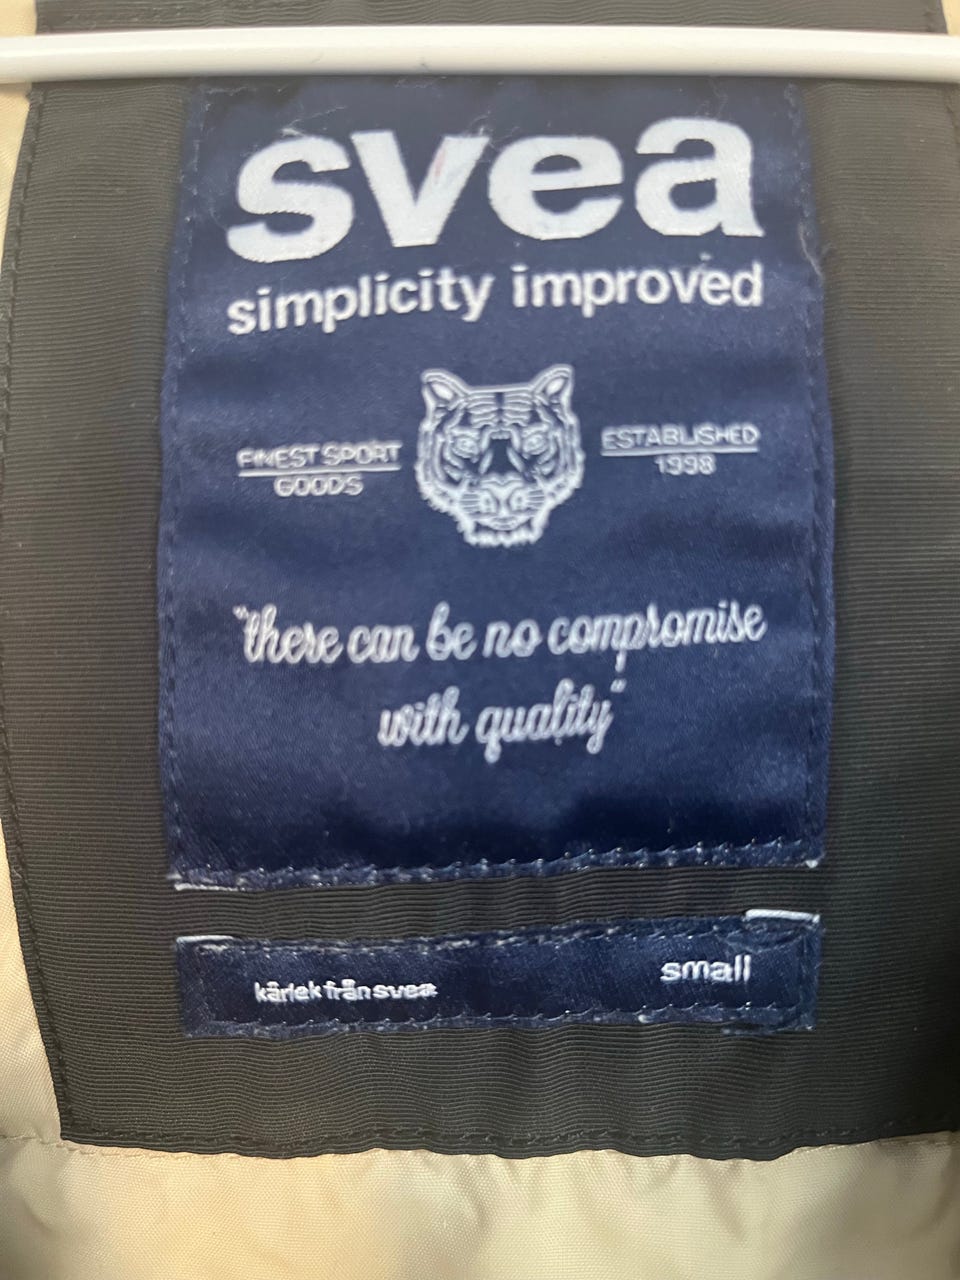 svea
simplicity improved
FINEST SPORT
GOODS
ESTABLISHED
1998
"there can be no compromise
with quality"
kärlek från svea
small